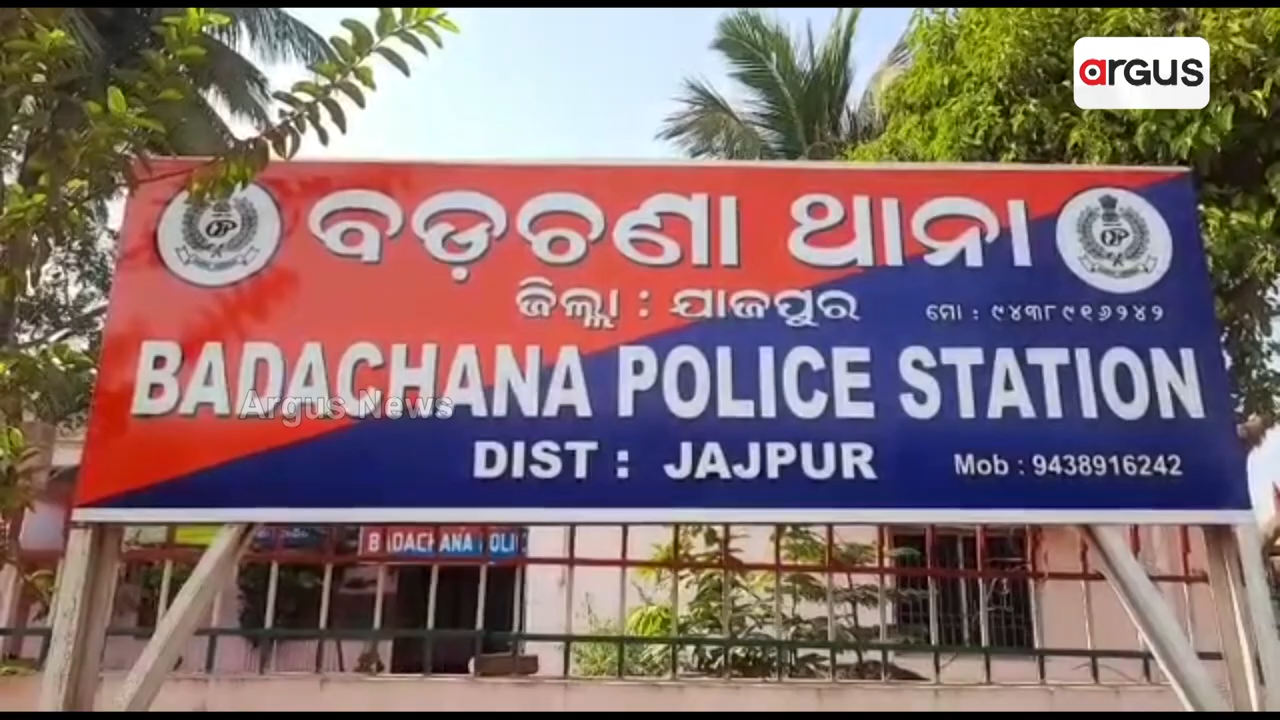 argus
ବଡ଼ଚଣା ଥାନା
ଜିଲ୍ଲା : ଯାଜପୁର
ମୋ : ୯୪୩୮୯୧୬୨୪୨
BADACHANA POLICE STATION
Argus News
DIST : JAJPUR
Mob : 9438916242
BADACHANA POLI